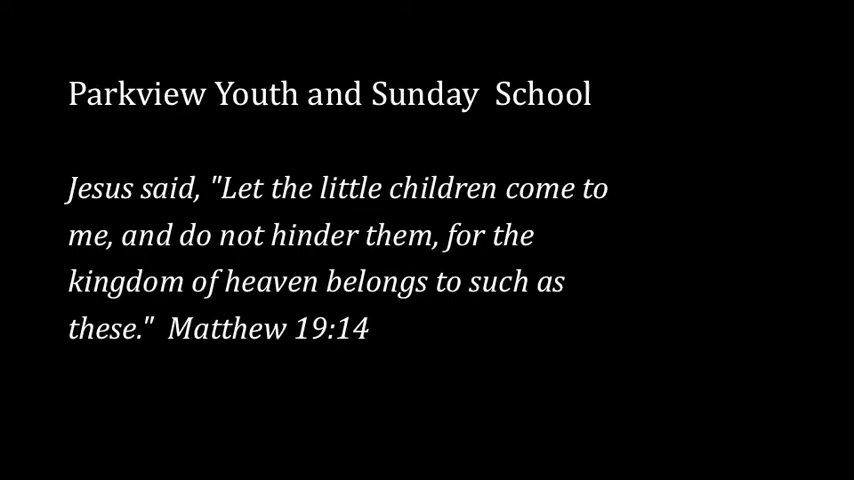 Parkview Youth and Sunday  School
Jesus said, "Let the little children come to
me, and do not hinder them, for the
kingdom of heaven belongs to such as
these."  Matthew 19:14